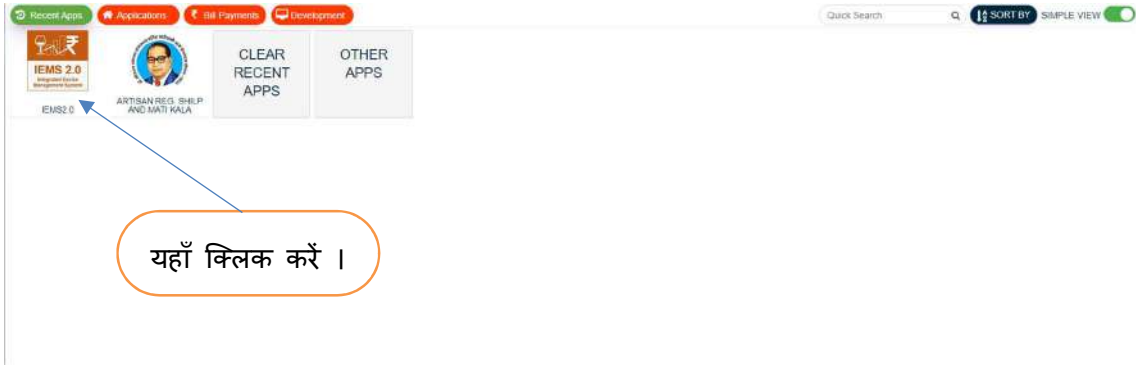 Recent Apps
Applications
₹ Bill Payments
Development
Quick Search
SORT BY
SIMPLE VIEW
IEMS 2.0
Integrated Excise
Management System
IEMS2.0
ARTISAN REG. SHILP
AND MATI KALA
CLEAR
RECENT
APPS
OTHER
APPS
यहाँ क्लिक करें ।